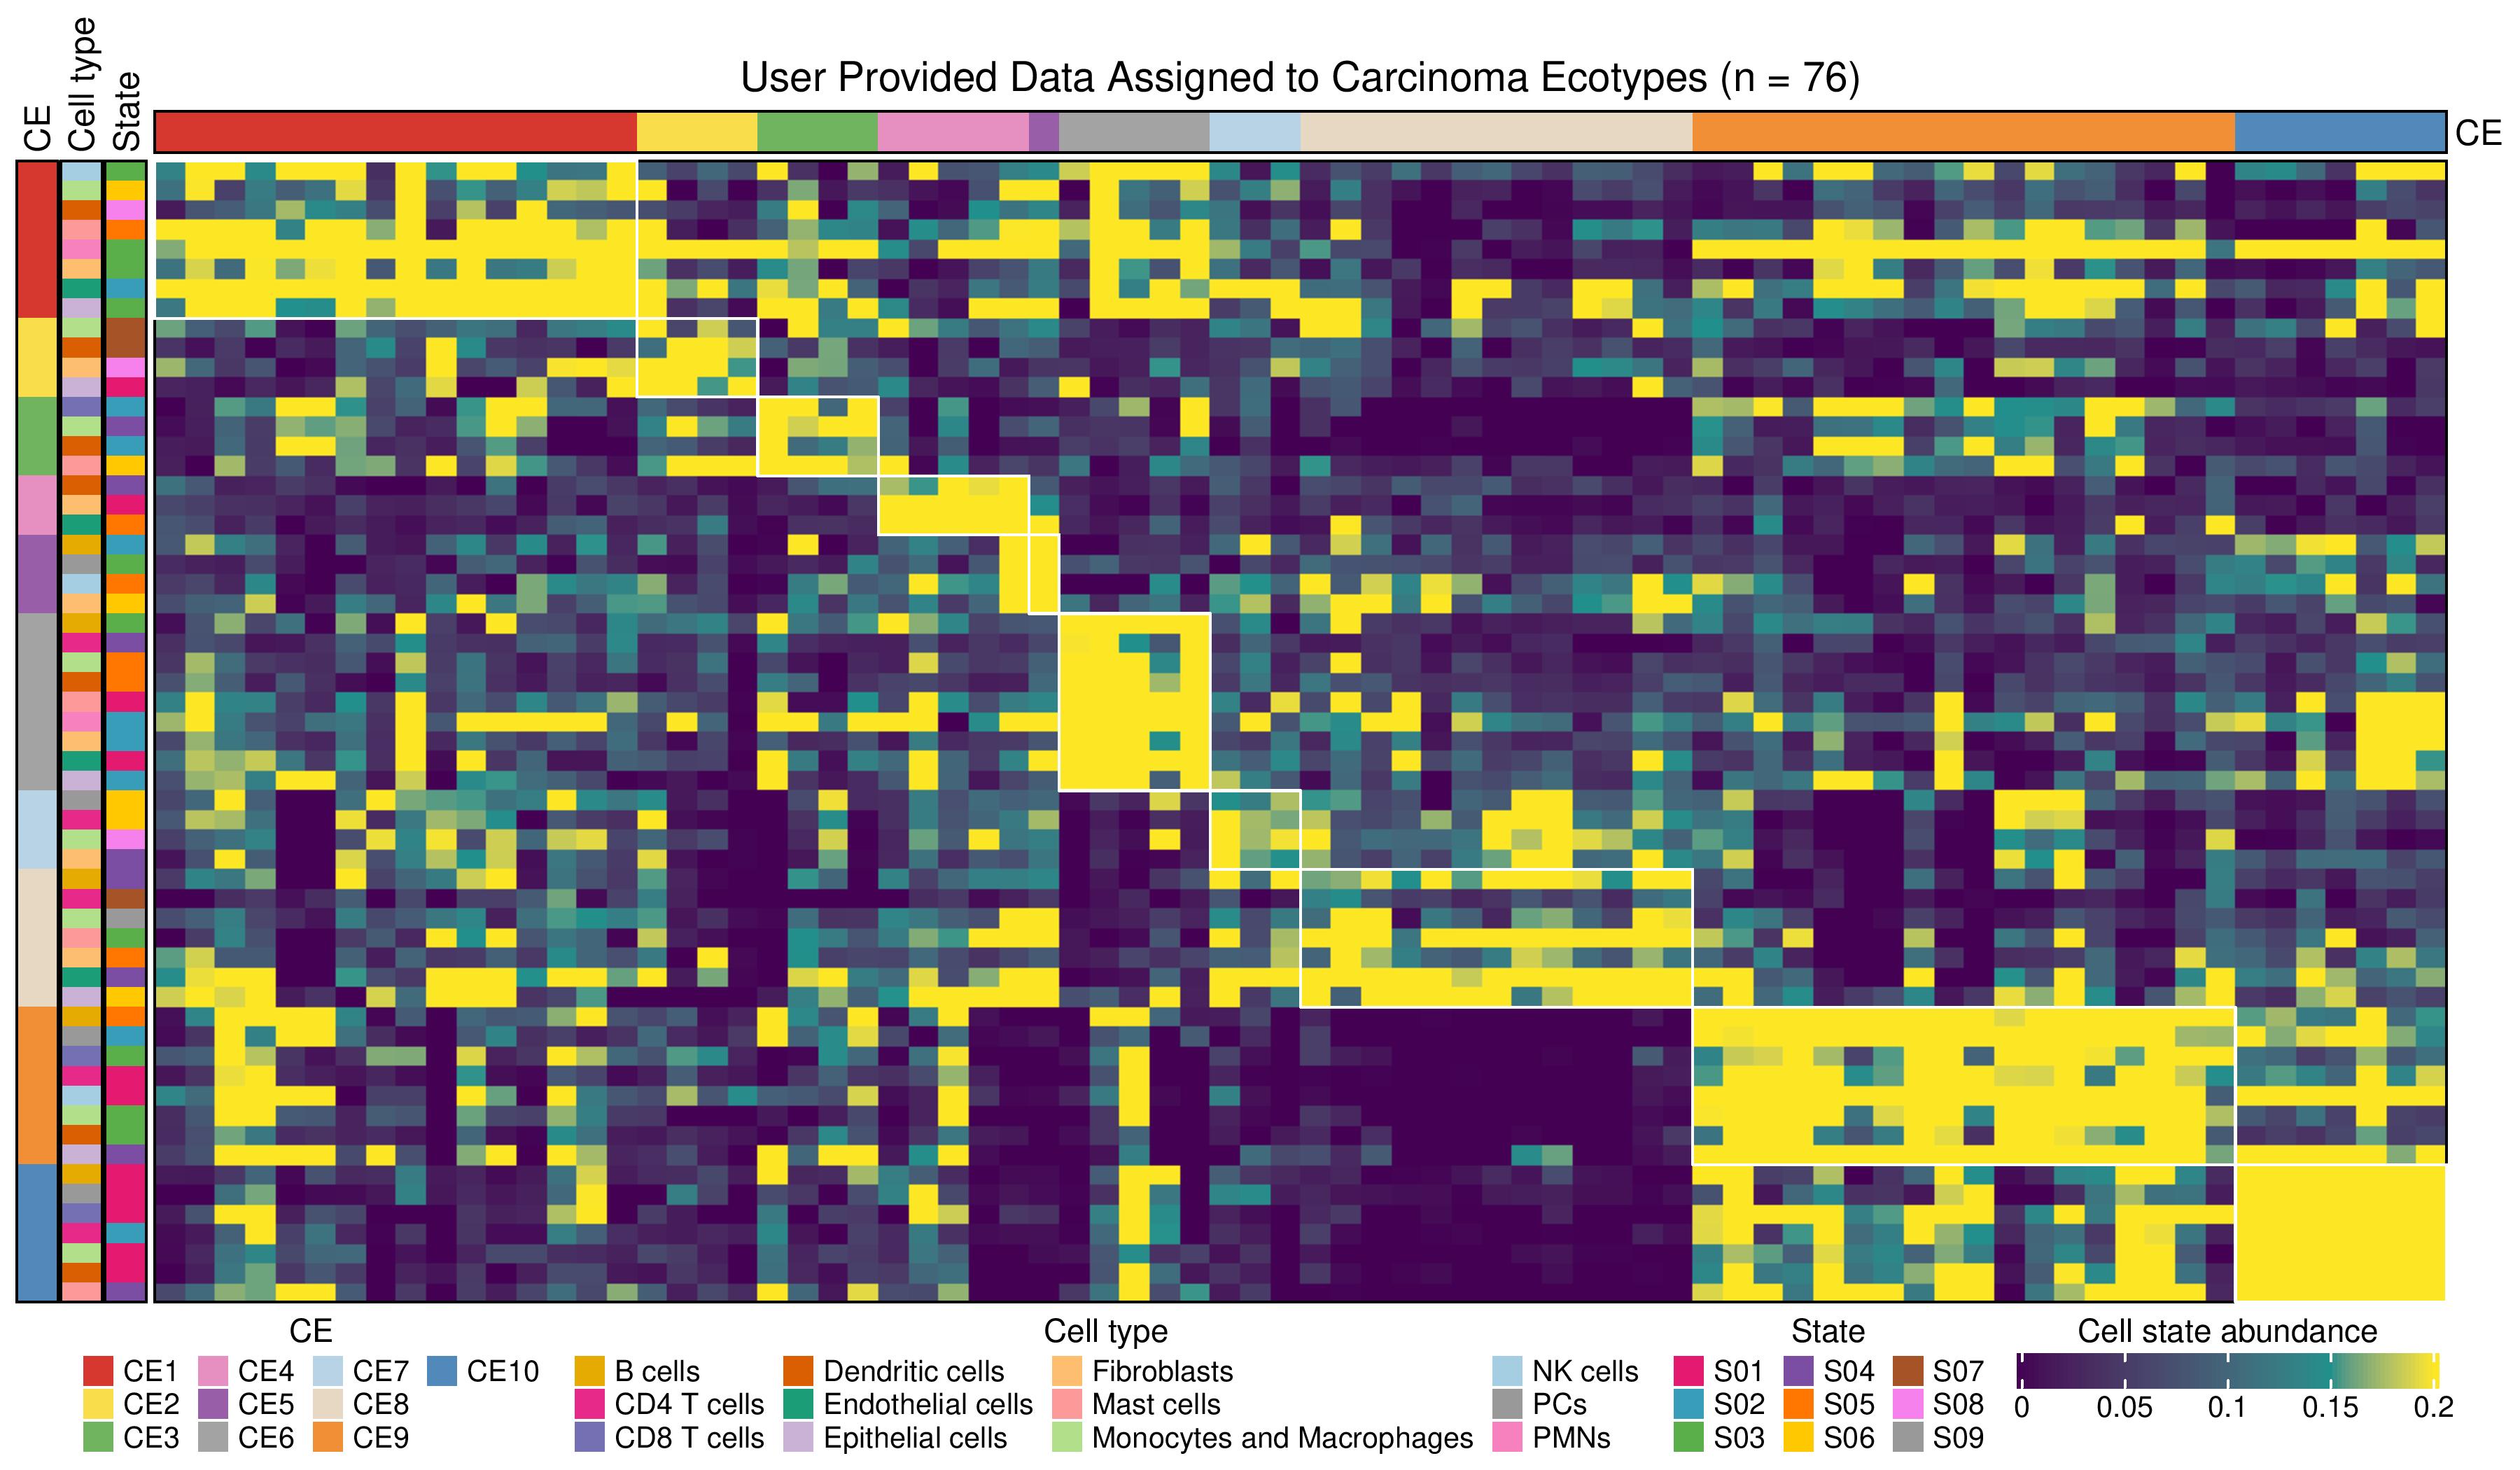 User Provided Data Assigned to Carcinoma Ecotypes (n = 76)
CE
Cell type
State
CE
CE
CE1
CE2
CE3
CE4
CE5
CE6
CE7
CE8
CE9
CE10
Cell type
B cells
CD4 T cells
CD8 T cells
Dendritic cells
Endothelial cells
Epithelial cells
Fibroblasts
Mast cells
Monocytes and Macrophages
NK cells
PCs
PMNs
State
S01
S02
S03
S04
S05
S06
S07
S08
S09
Cell state abundance
0 0.05 0.1 0.15 0.2